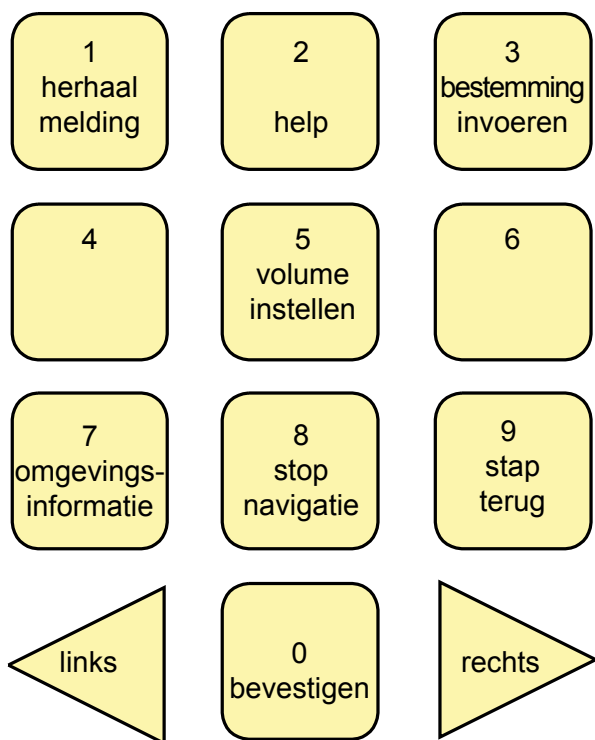 1
herhaal
melding
2
help
3
bestemming
invoeren
4
5
volume
instellen
6
7
omgevings-
informatie
8
stop
navigatie
9
stap
terug
links
0
bevestigen
rechts